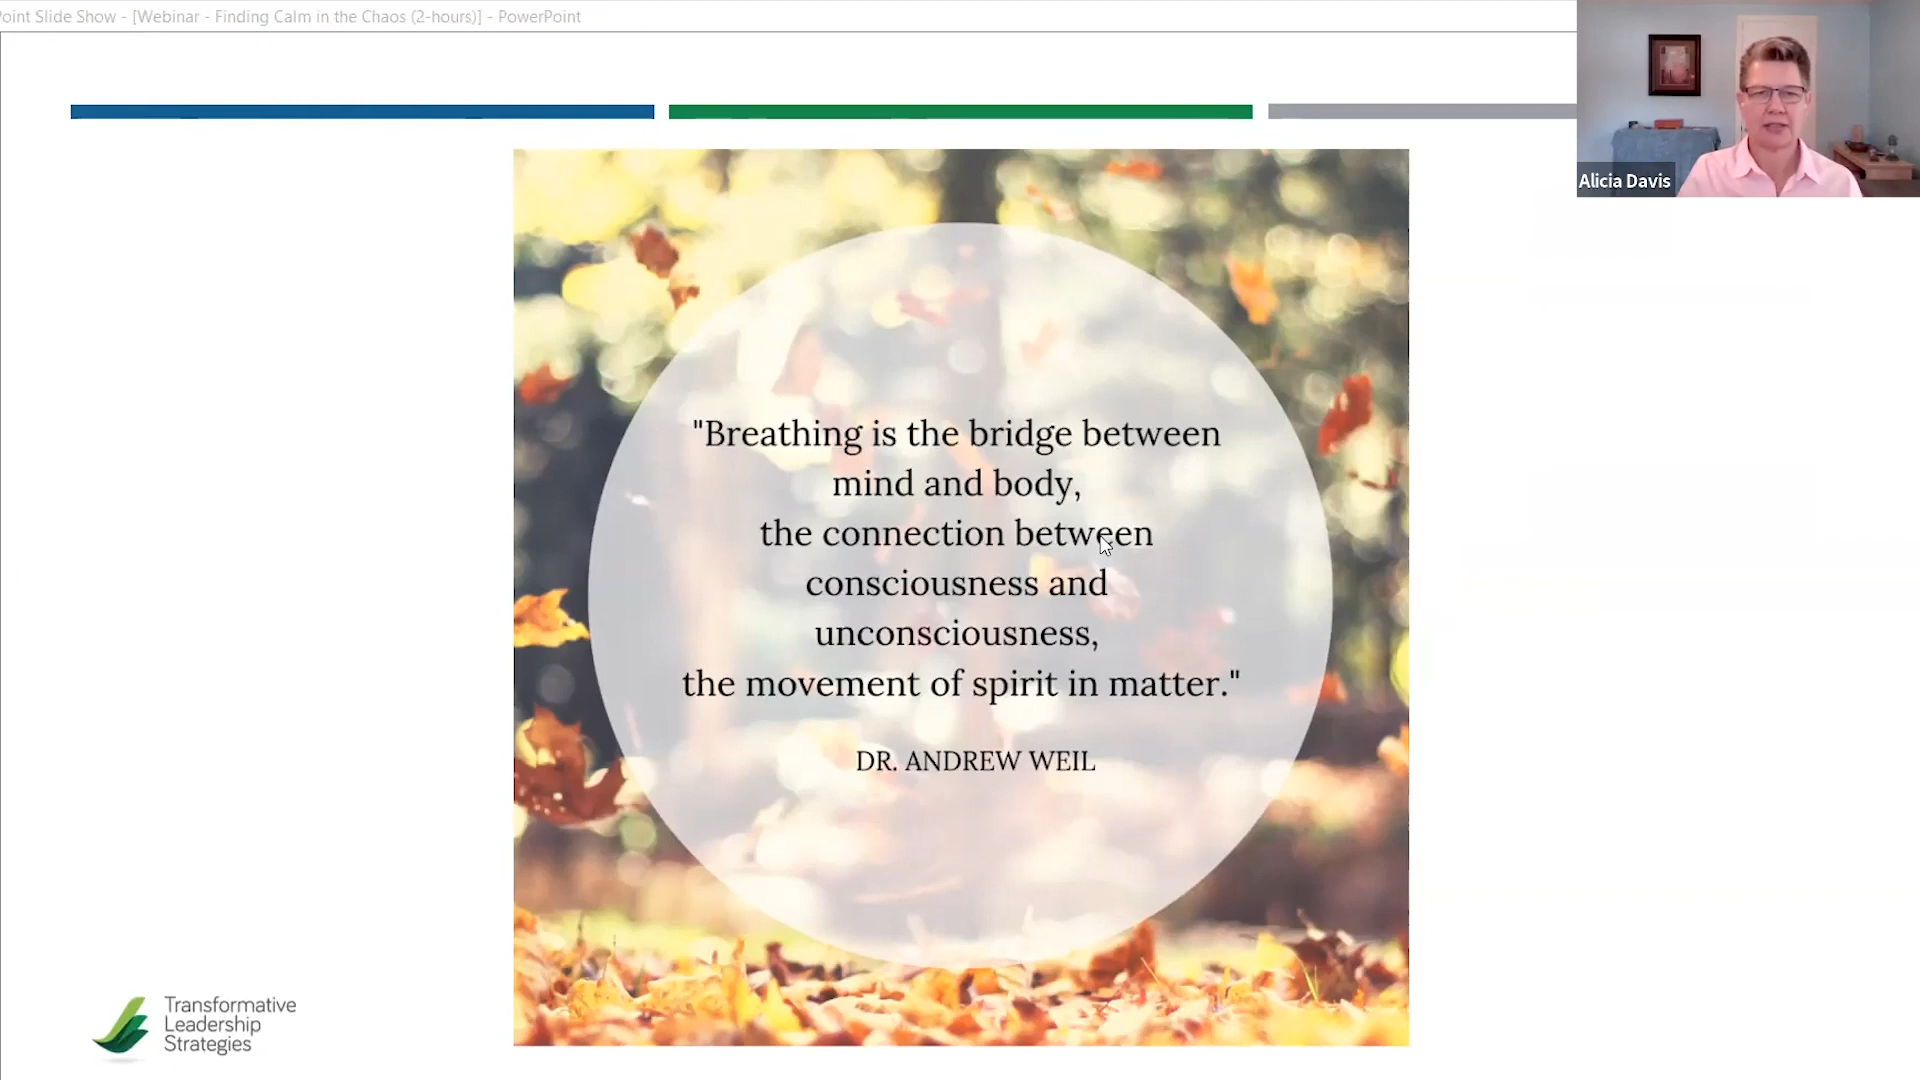 oint Slide Show - [Webinar - Finding Calm in the Chaos (2-hours)] - PowerPoint
Alicia Davis
"Breathing is the bridge between
mind and body,
the connection between
consciousness and
unconsciousness,
the movement of spirit in matter."
DR. ANDREW WEIL
Transformative
Leadership
Strategies